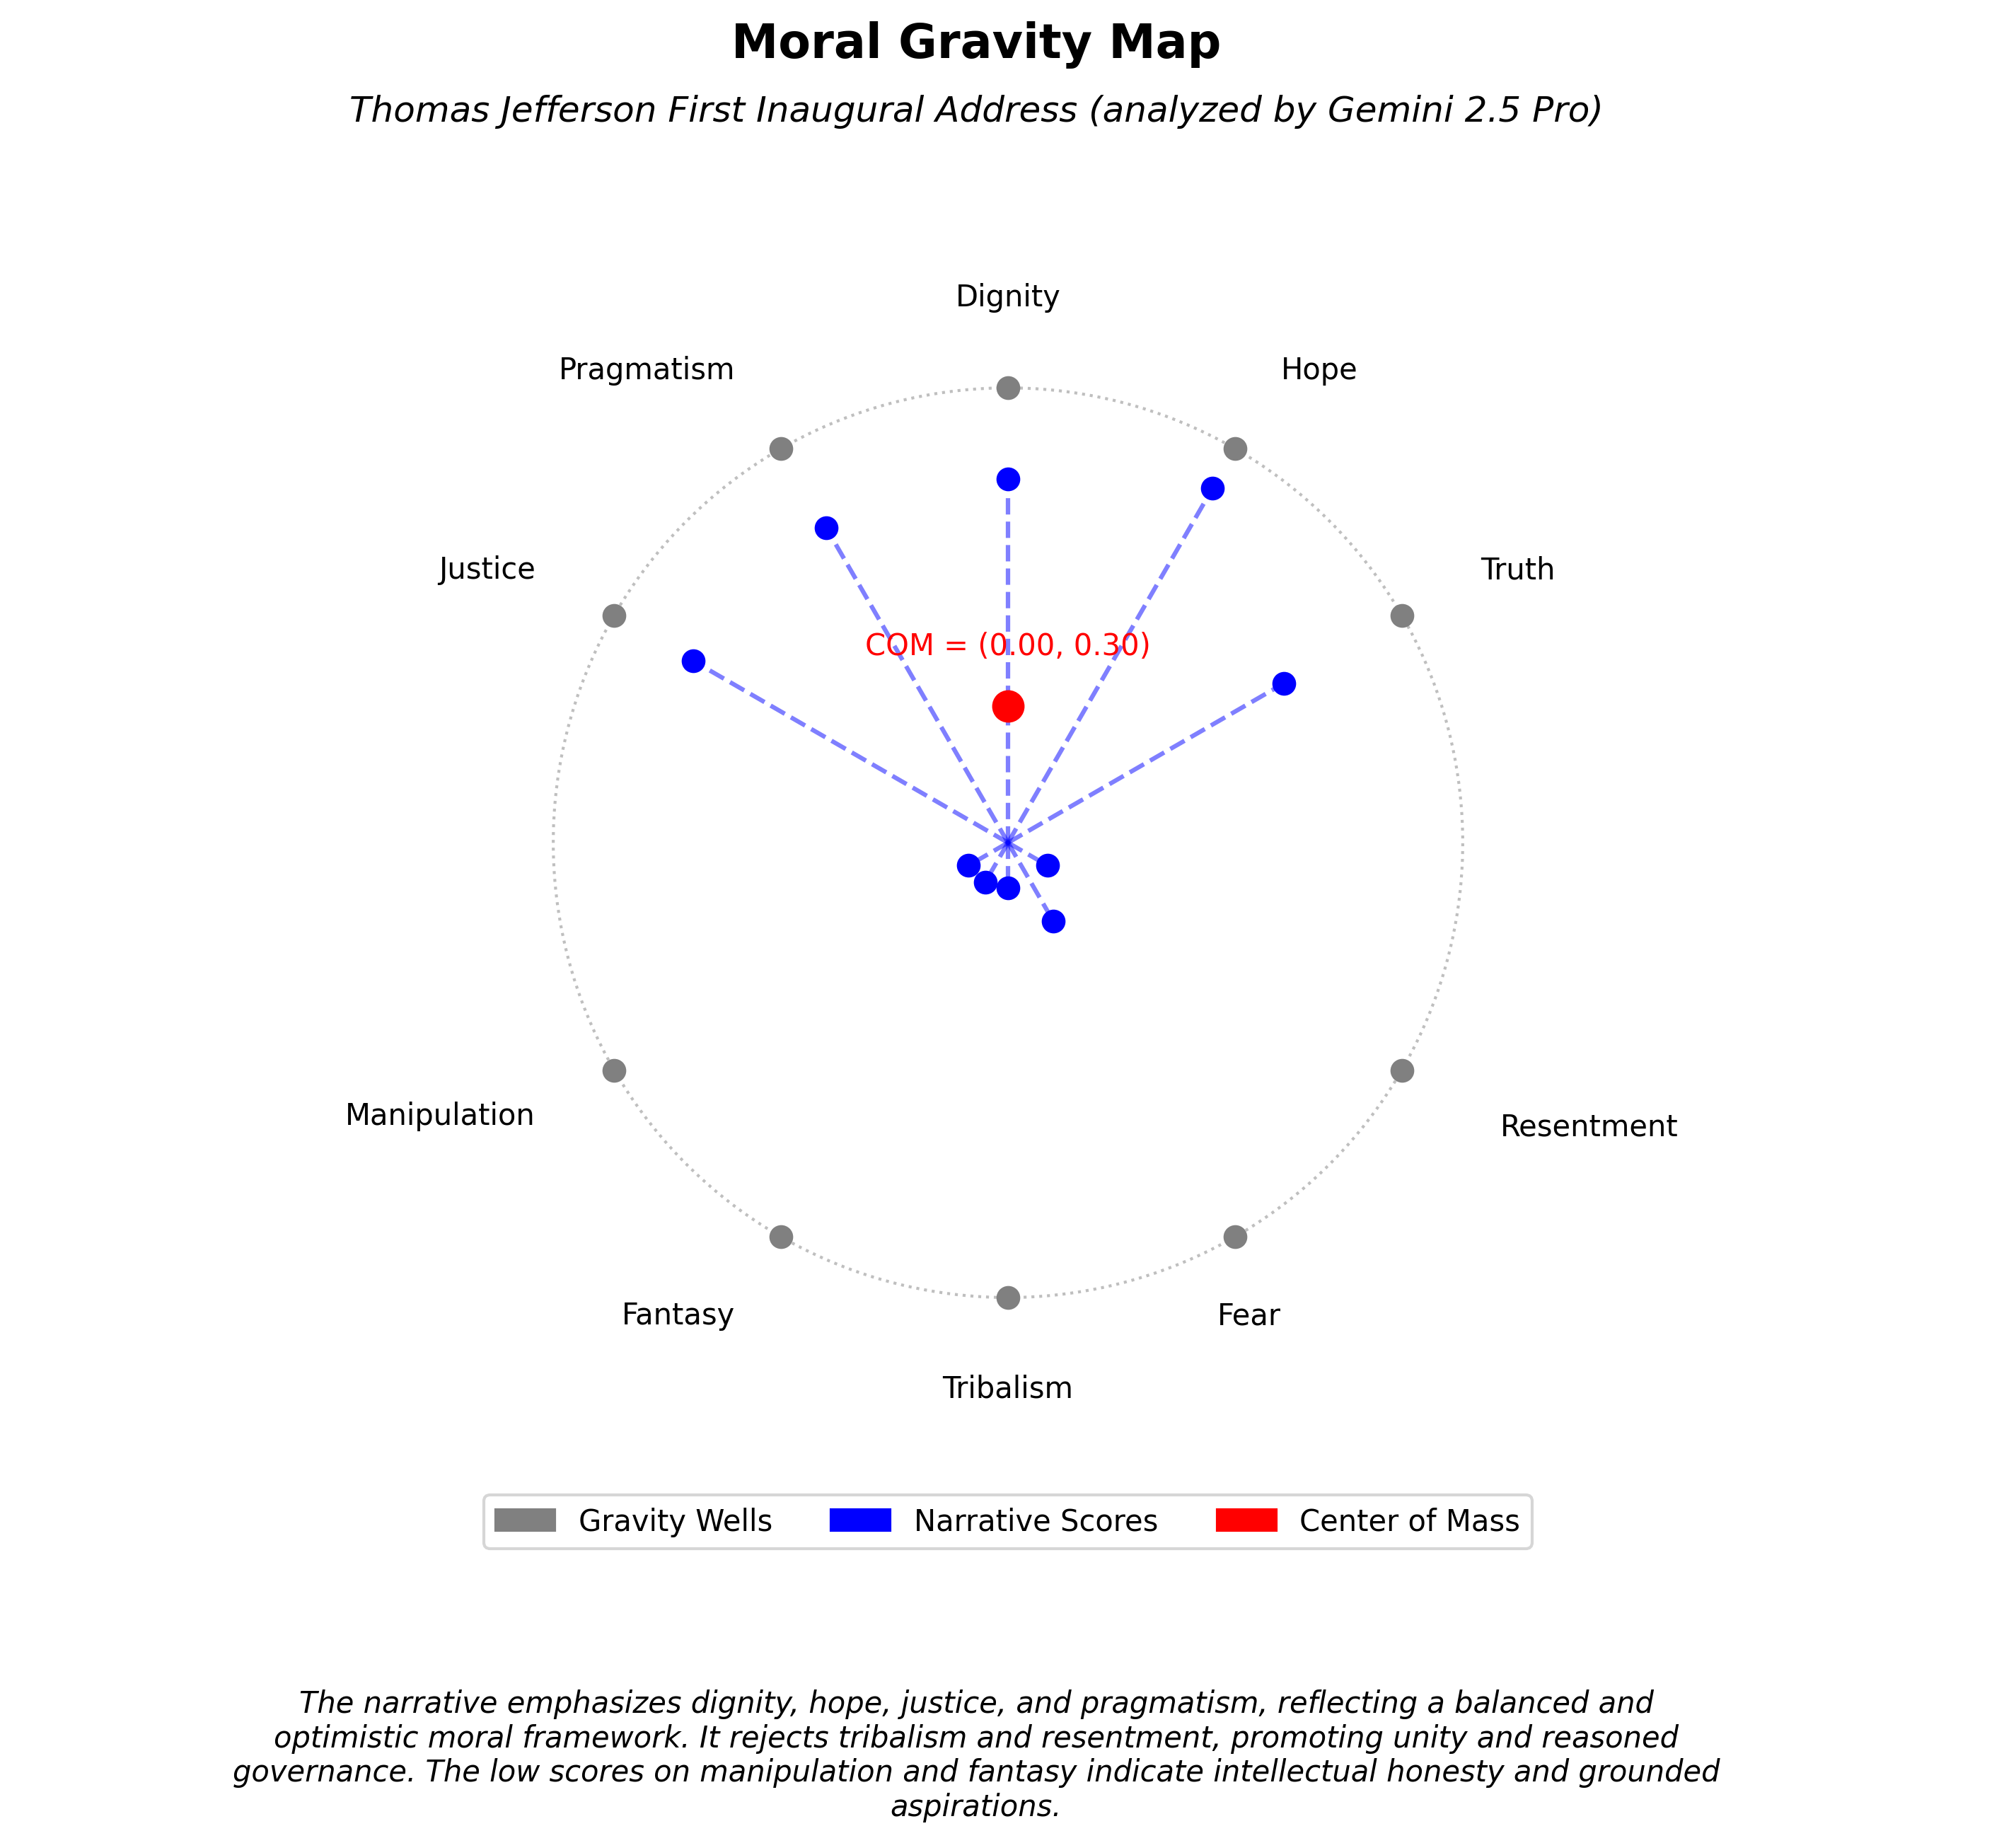 Moral Gravity Map
Thomas Jefferson First Inaugural Address (analyzed by Gemini 2.5 Pro)
Dignity
Pragmatism
Hope
Justice
Truth
COM = (0.00, 0.30)
Manipulation
Resentment
Fantasy
Fear
Tribalism
Gravity Wells
Narrative Scores
Center of Mass
The narrative emphasizes dignity, hope, justice, and pragmatism, reflecting a balanced and
optimistic moral framework. It rejects tribalism and resentment, promoting unity and reasoned
governance. The low scores on manipulation and fantasy indicate intellectual honesty and grounded
aspirations.